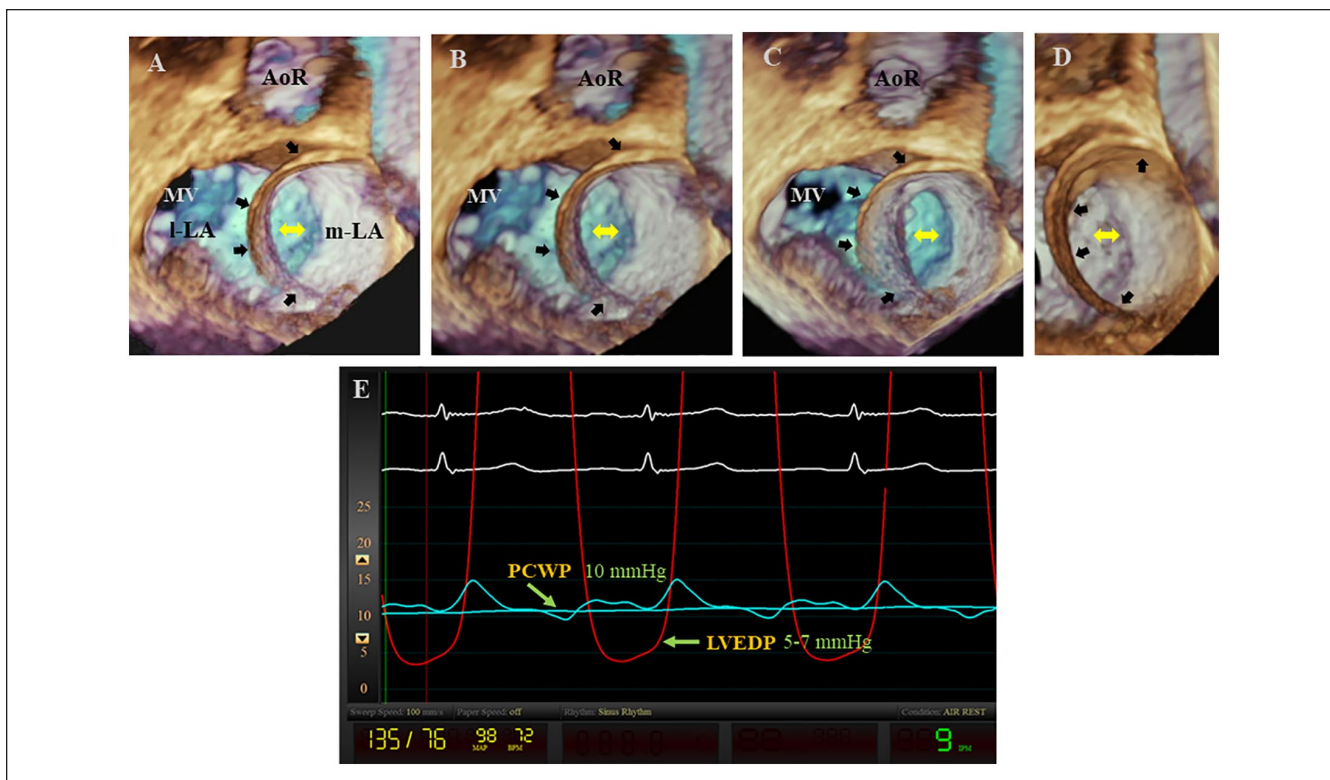 A
AoR
MV
l-LA
m-LA
B
AoR
MV
C
AoR
MV
D
E
25
20
15
10
5
0
PCWP 10 mmHg
LVEDP 5-7 mmHg
Sweep Speed: 100 mm/s
Paper Speed: off
Rhythm: Sinus Rhythm
Condition: AIR REST
135 / 76
98
MAP
72
BPM
9